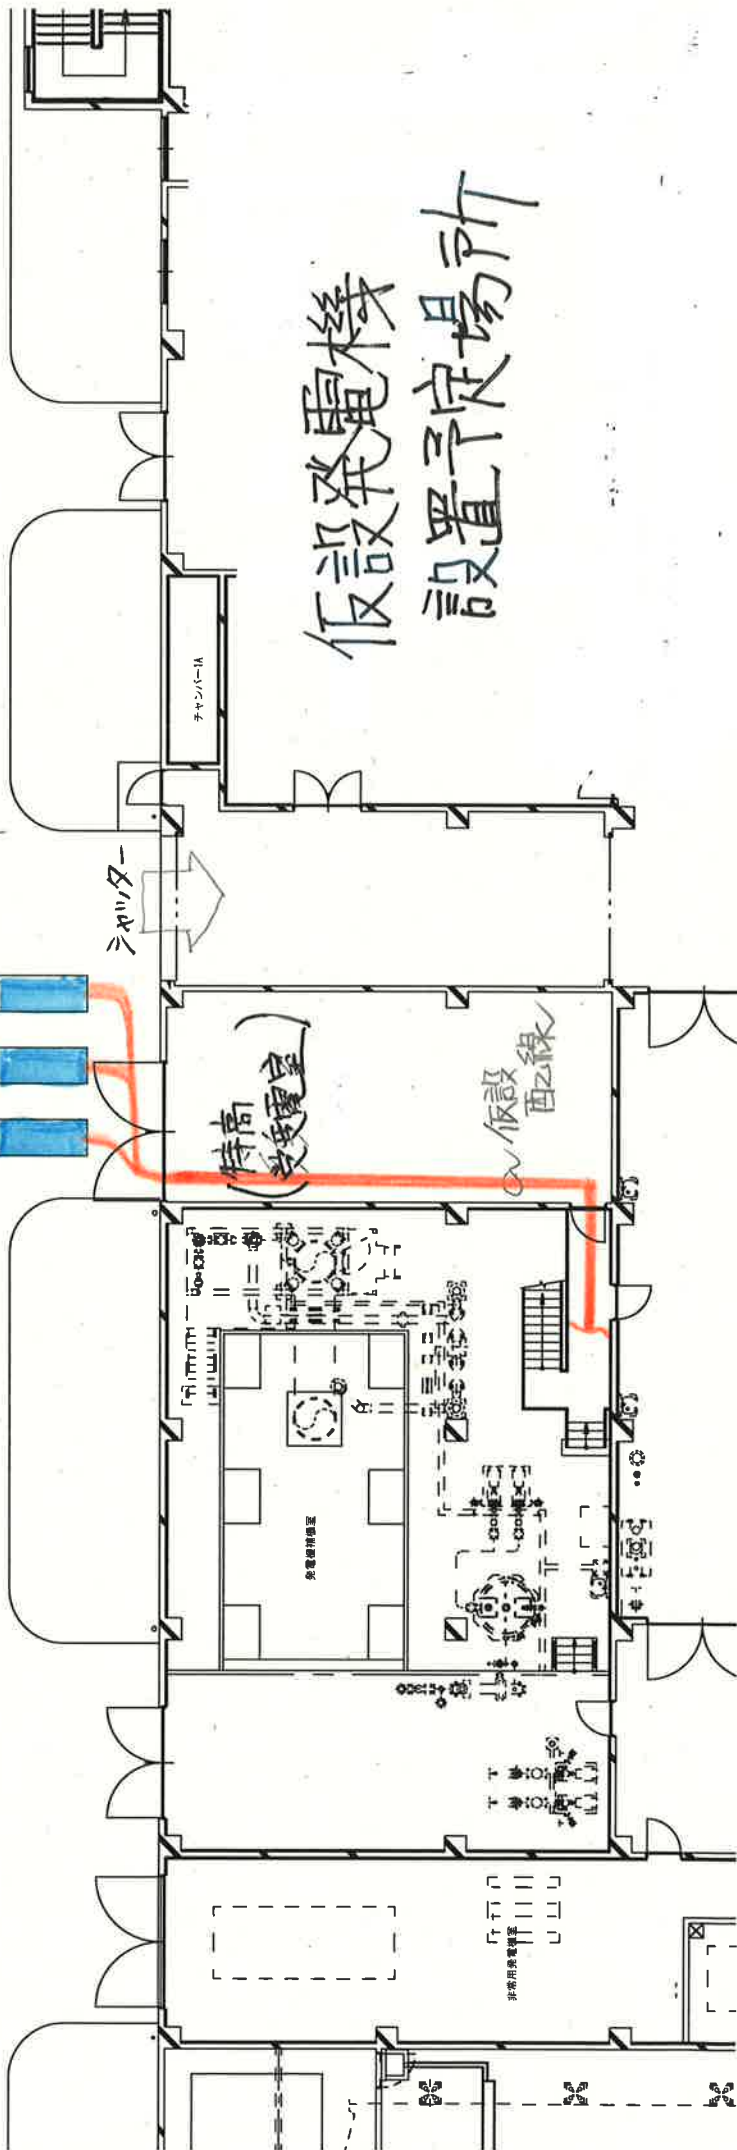 仮設発電機
設置予定場所
チャンバー1A
シャッター
(特高
受電室)
仮設
配線
発電機補機室
非常用発電機室